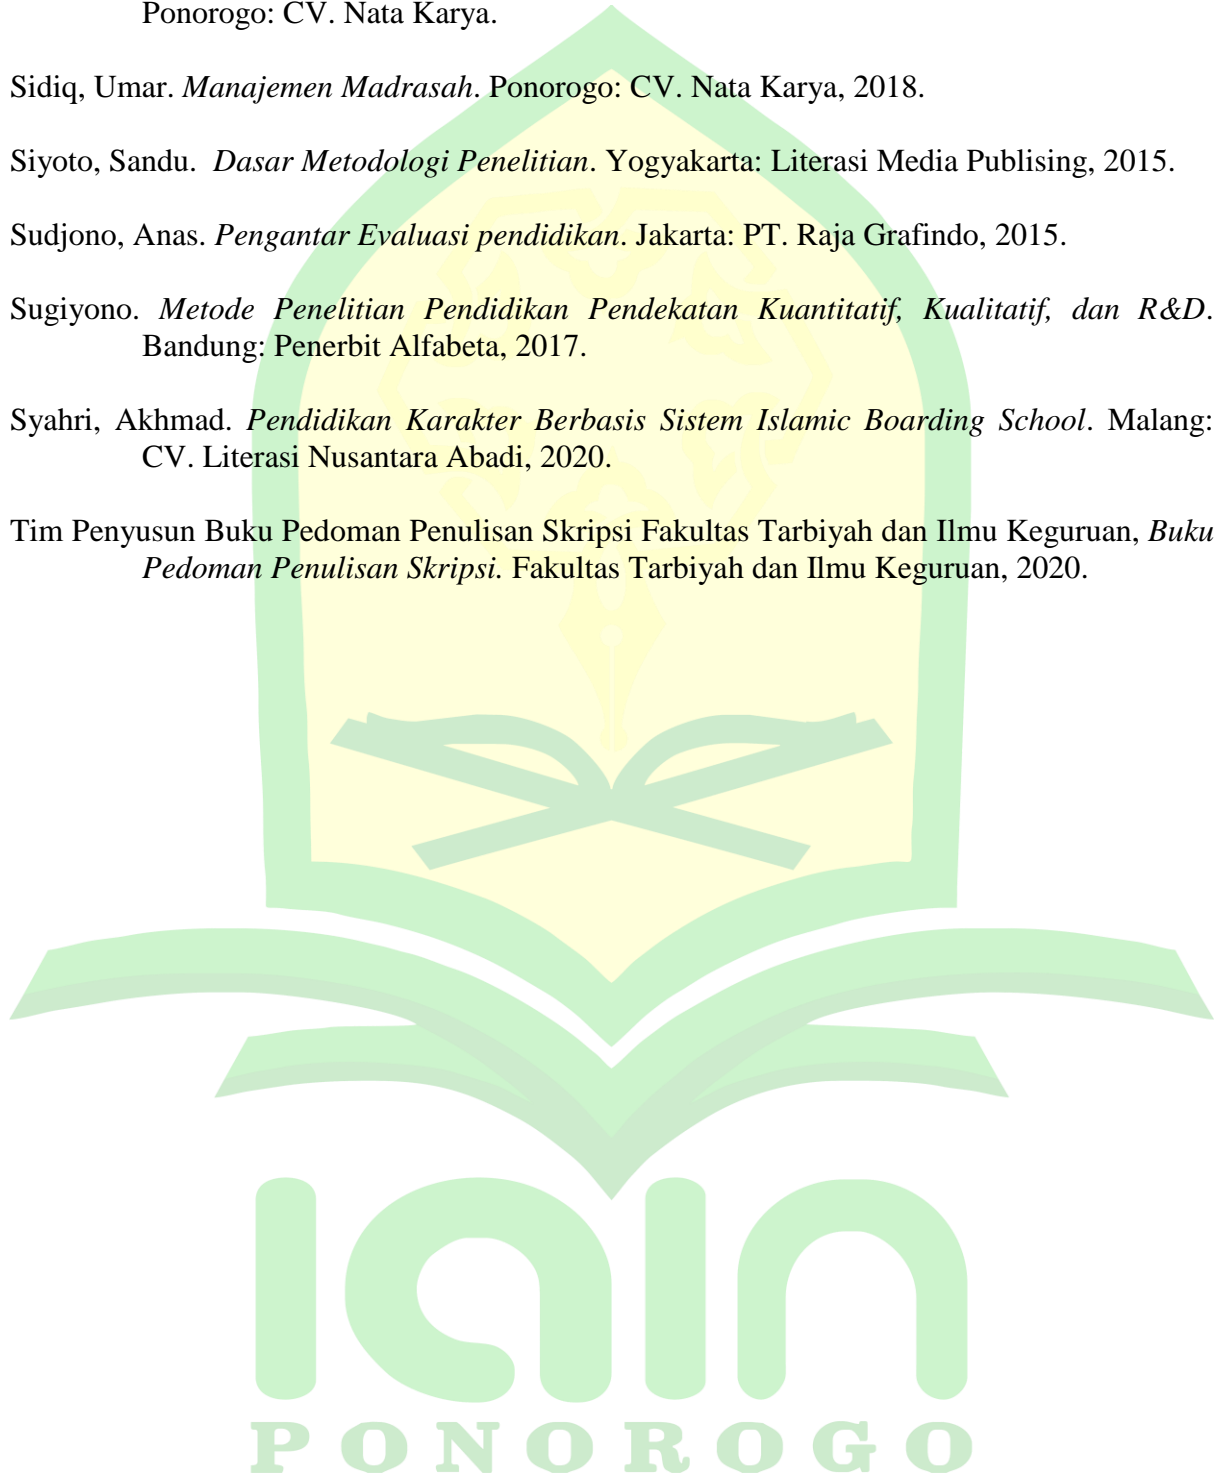 Ponorogo: CV. Nata Karya.
Sidiq, Umar. Manajemen Madrasah. Ponorogo: CV. Nata Karya, 2018.
Siyoto, Sandu. Dasar Metodologi Penelitian. Yogyakarta: Literasi Media Publising, 2015.
Sudjono, Anas. Pengantar Evaluasi pendidikan. Jakarta: PT. Raja Grafindo, 2015.
Sugiyono. Metode Penelitian Pendidikan Pendekatan Kuantitatif, Kualitatif, dan R&D.
Bandung: Penerbit Alfabeta, 2017.
Syahri, Akhmad. Pendidikan Karakter Berbasis Sistem Islamic Boarding School. Malang:
CV. Literasi Nusantara Abadi, 2020.
Tim Penyusun Buku Pedoman Penulisan Skripsi Fakultas Tarbiyah dan Ilmu Keguruan, Buku
Pedoman Penulisan Skripsi. Fakultas Tarbiyah dan Ilmu Keguruan, 2020.
iain
PONOROGO